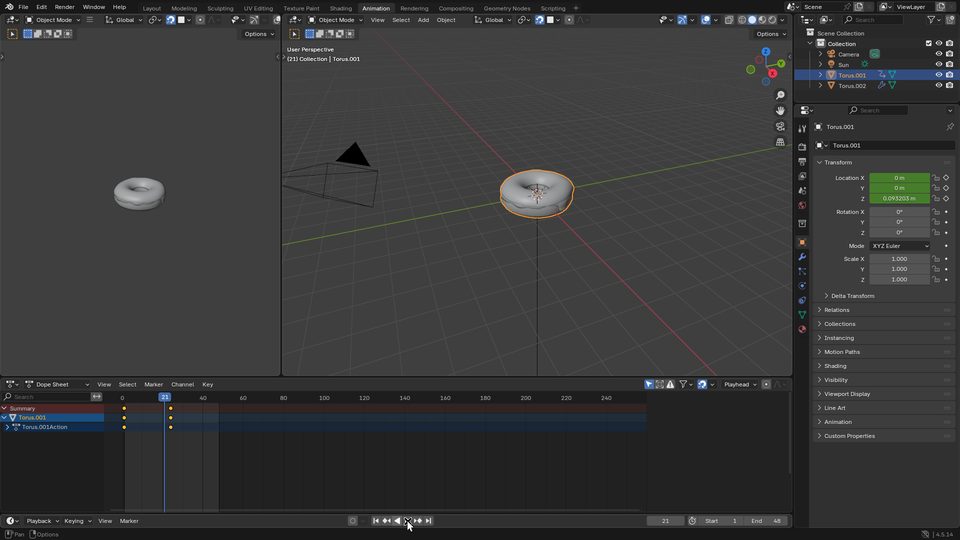 File Edit Render Window Help Layout Modeling Sculpting UV Editing Texture Paint Shading Animation Rendering Compositing Geometry Nodes Scripting Scene ViewLayer
Global Object Mode View Select Add Object Global Search
Options Options Scene Collection
Collection
User Perspective Camera
(21) Collection | Torus.001 Sun
Torus.001
Torus.002
Z
Y
X
Search
Torus.001
Torus.001
Transform
Location X 0 m
Y 0 m
Z 0.093203 m
Rotation X 0°
Y 0°
Z 0°
Mode XYZ Euler
Scale X 1.000
Y 1.000
Z 1.000
Delta Transform
Relations
Collections
Instancing
Motion Paths
Shading
Visibility
Viewport Display
Line Art
Animation
Custom Properties
Dope Sheet View Select Marker Channel Key Playhead
Search 0 21 40 60 80 100 120 140 160 180 200 220 240
Summary
Torus.001
Torus.001Action
Playback Keying View Marker 21 Start 1 End 48
Pan Options 4.5.14